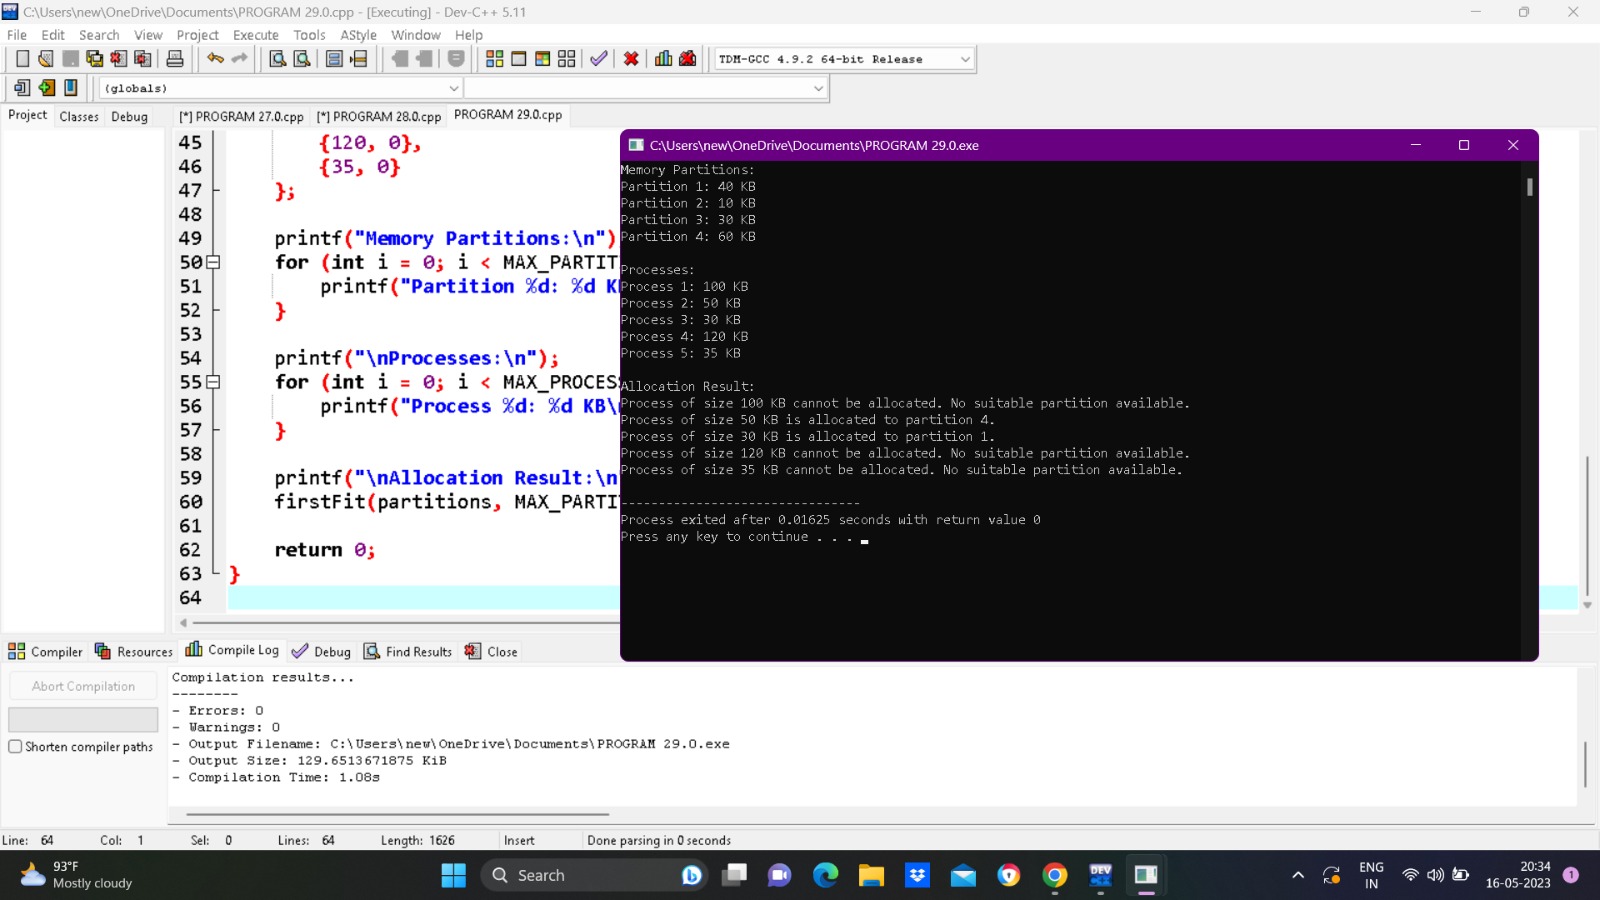 C:\Users\new\OneDrive\Documents\PROGRAM 29.0.cpp - [Executing] - Dev-C++ 5.11
File Edit Search View Project Execute Tools AStyle Window Help
TDM-GCC 4.9.2 64-bit Release
(globals)
Project Classes Debug
[*] PROGRAM 27.0.cpp [*] PROGRAM 28.0.cpp PROGRAM 29.0.cpp
45 {120, 0},
46 {35, 0}
47 };
48
49 printf("Memory Partitions:\n")
50 for (int i = 0; i < MAX_PARTIT
51 printf("Partition %d: %d K
52 }
53
54 printf("\nProcesses:\n");
55 for (int i = 0; i < MAX_PROCES
56 printf("Process %d: %d KB\
57 }
58
59 printf("\nAllocation Result:\n
60 firstFit(partitions, MAX_PARTI
61
62 return 0;
63 }
64
C:\Users\new\OneDrive\Documents\PROGRAM 29.0.exe
Memory Partitions:
Partition 1: 40 KB
Partition 2: 10 KB
Partition 3: 30 KB
Partition 4: 60 KB
Processes:
Process 1: 100 KB
Process 2: 50 KB
Process 3: 30 KB
Process 4: 120 KB
Process 5: 35 KB
Allocation Result:
Process of size 100 KB cannot be allocated. No suitable partition available.
Process of size 50 KB is allocated to partition 4.
Process of size 30 KB is allocated to partition 1.
Process of size 120 KB cannot be allocated. No suitable partition available.
Process of size 35 KB cannot be allocated. No suitable partition available.
--------------------------------
Process exited after 0.01625 seconds with return value 0
Press any key to continue . . .
Compiler Resources Compile Log Debug Find Results Close
Abort Compilation
Shorten compiler paths
Compilation results...
--------
- Errors: 0
- Warnings: 0
- Output Filename: C:\Users\new\OneDrive\Documents\PROGRAM 29.0.exe
- Output Size: 129.6513671875 KiB
- Compilation Time: 1.08s
Line: 64 Col: 1 Sel: 0 Lines: 64 Length: 1626 Insert Done parsing in 0 seconds
93°F
Mostly cloudy
Search
ENG
IN
20:34
16-05-2023
1